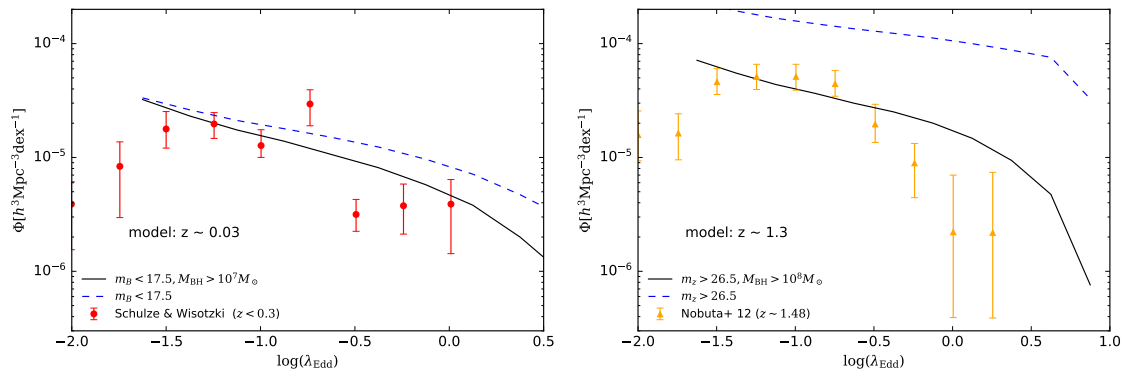 10⁻⁴
10⁻⁵
10⁻⁶
Φ[h³Mpc⁻³dex⁻¹]
model: z ~ 0.03
m_B < 17.5, M_BH > 10⁷M_⊙
m_B < 17.5
Schulze & Wisotzki (z < 0.3)
−2.0 −1.5 −1.0 −0.5 0.0 0.5
log(λ_Edd)
10⁻⁴
10⁻⁵
10⁻⁶
Φ[h³Mpc⁻³dex⁻¹]
model: z ~ 1.3
m_z > 26.5, M_BH > 10⁸M_⊙
m_z > 26.5
Nobuta+ 12 (z ~ 1.48)
−2.0 −1.5 −1.0 −0.5 0.0 0.5 1.0
log(λ_Edd)